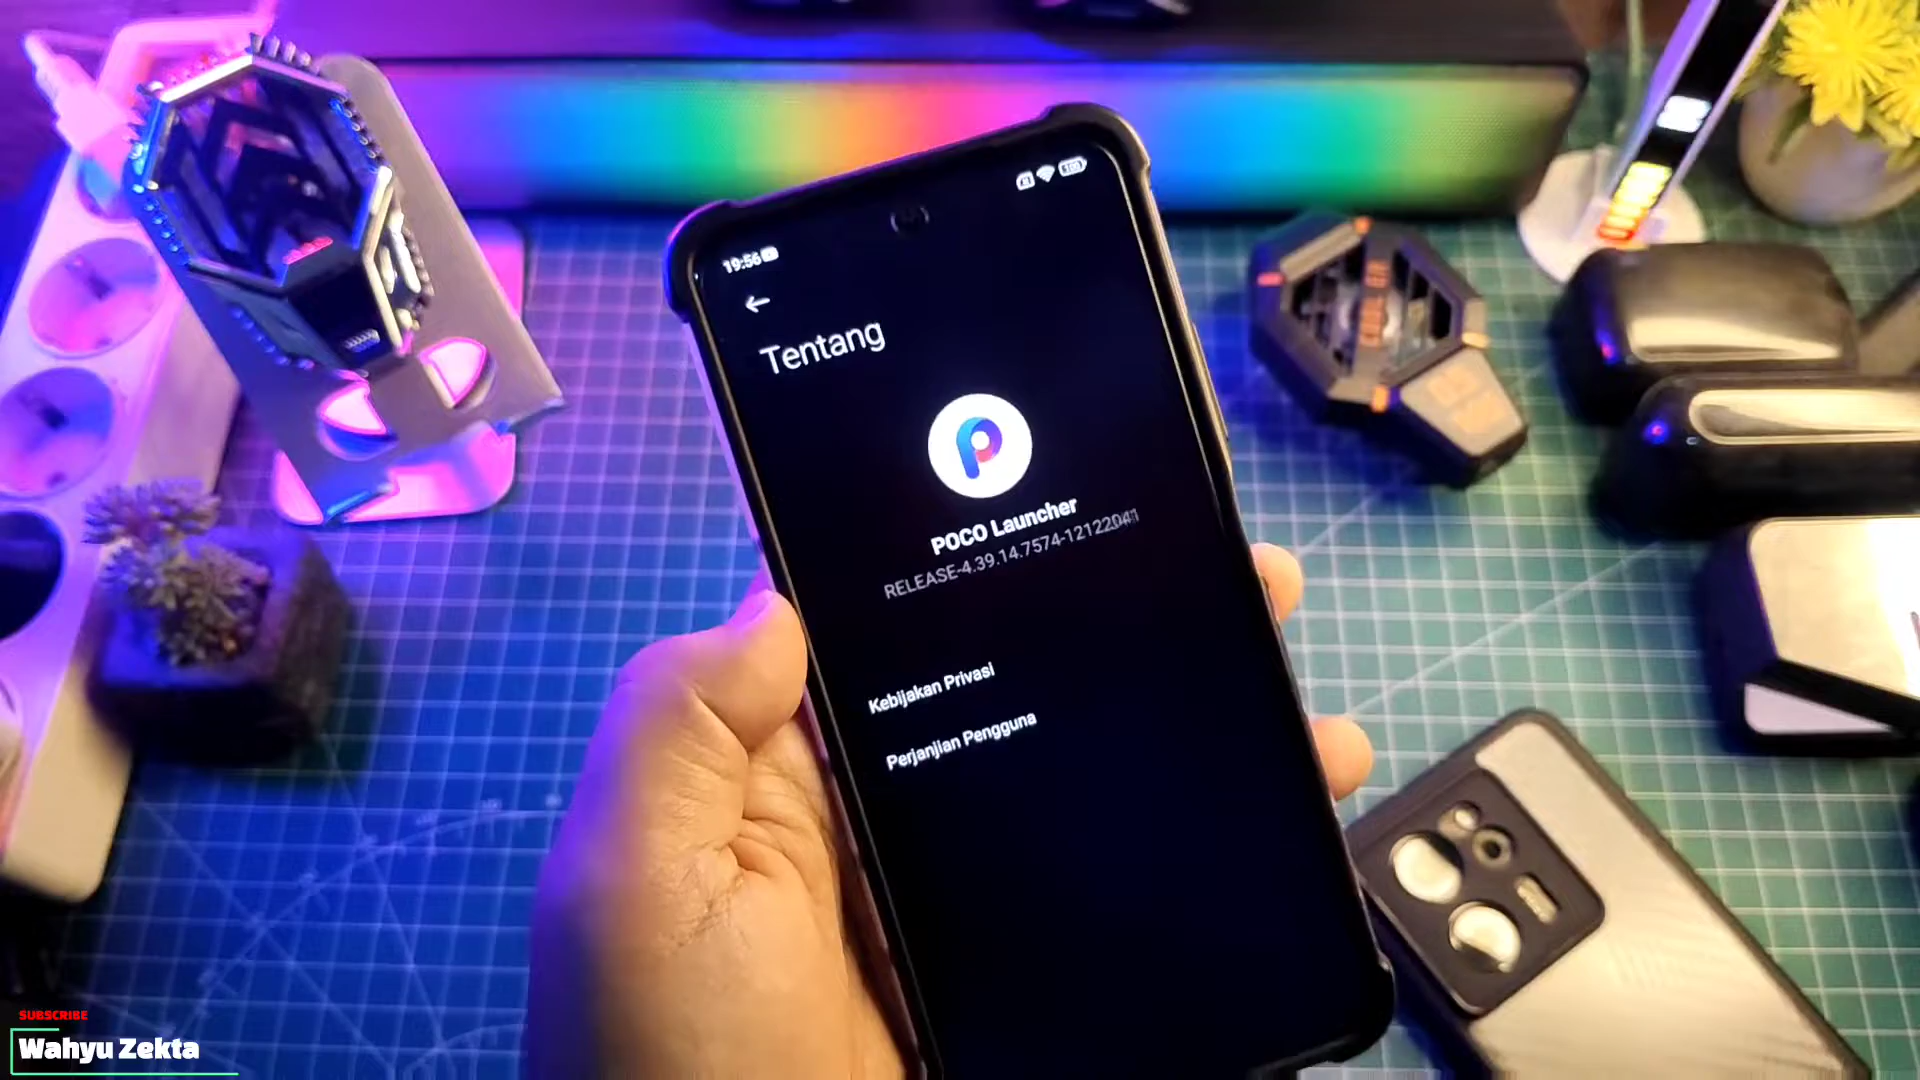 19:56
Tentang
POCO Launcher
RELEASE-4.39.14.7574-12122041
Kebijakan Privasi
Perjanjian Pengguna
SUBSCRIBE
Wahyu Zekta